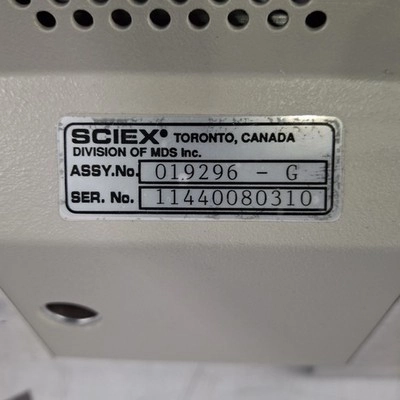 SCIEX® TORONTO, CANADA
DIVISION OF MDS Inc.
ASSY.No. 019296 - G
SER. No. 11440080310